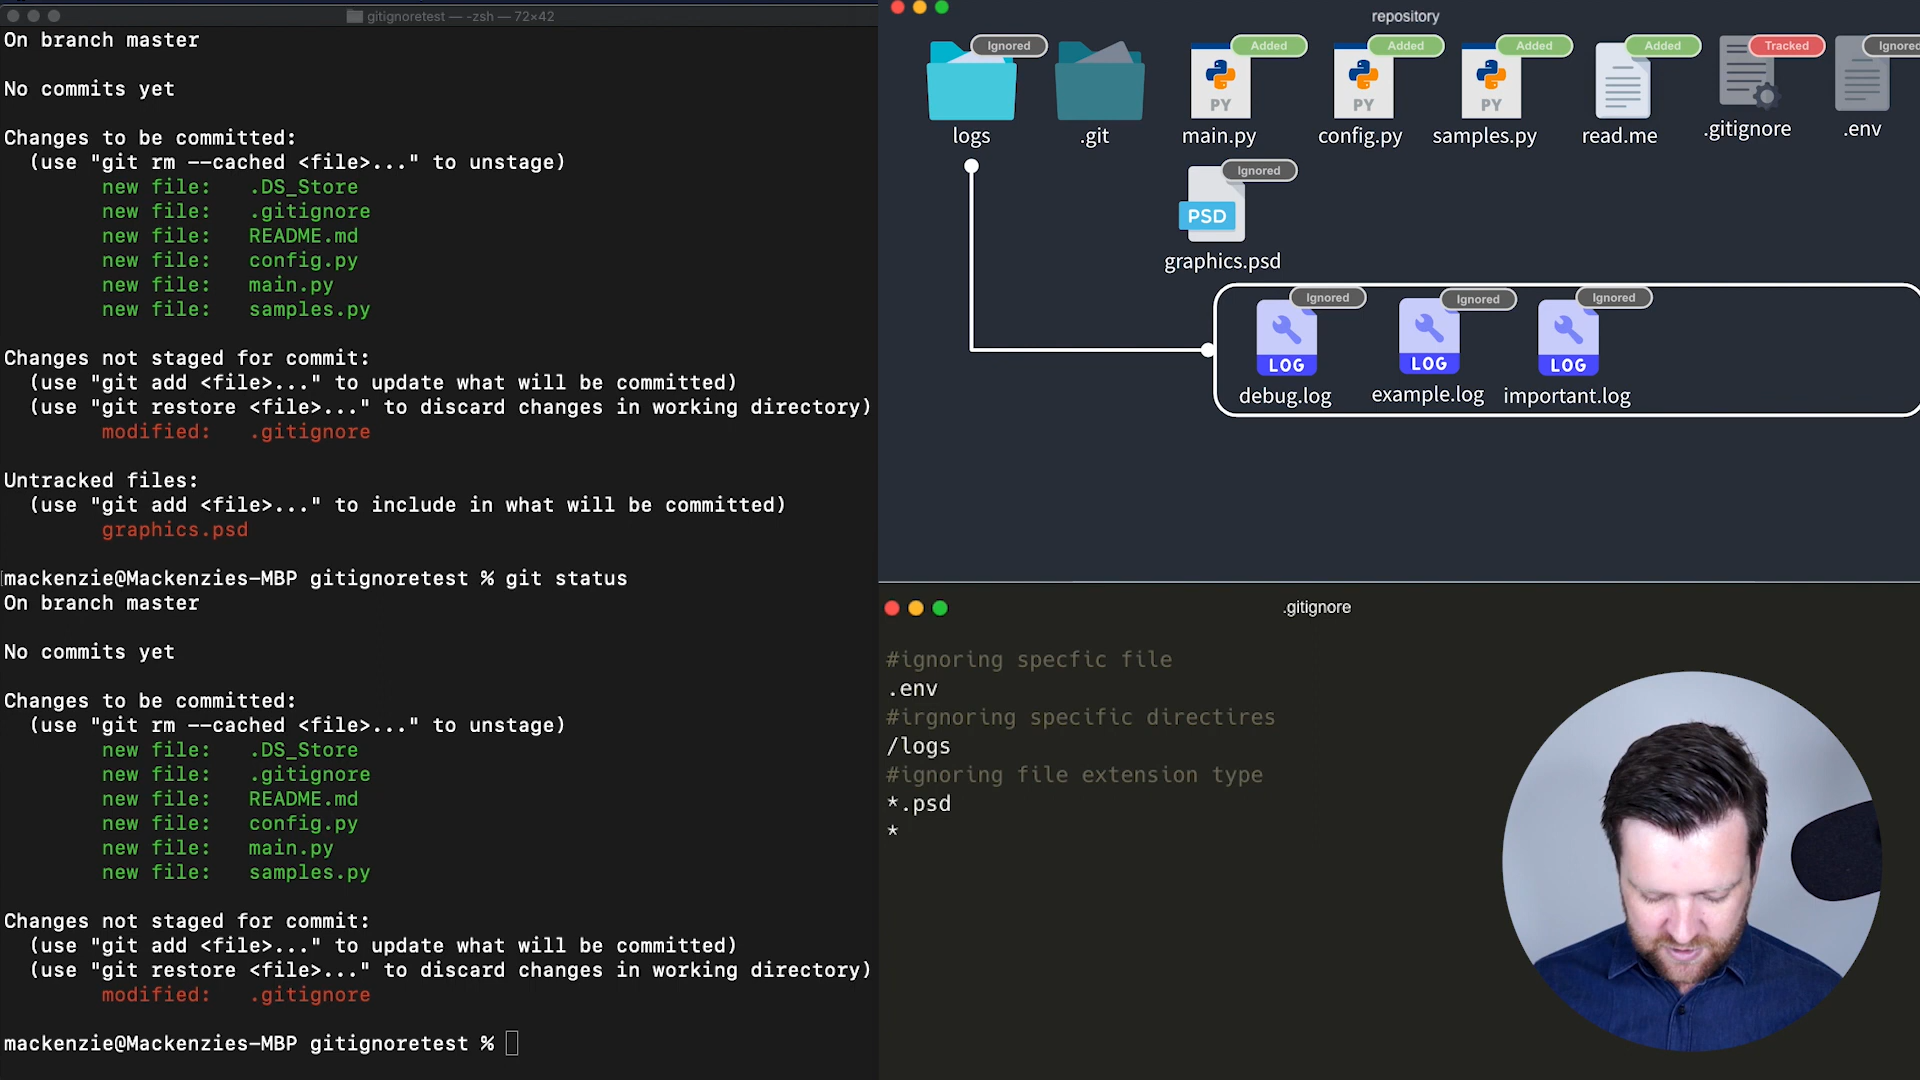 gitignoretest — -zsh — 72×42
On branch master
No commits yet
Changes to be committed:
(use "git rm --cached <file>..." to unstage)
new file: .DS_Store
new file: .gitignore
new file: README.md
new file: config.py
new file: main.py
new file: samples.py
Changes not staged for commit:
(use "git add <file>..." to update what will be committed)
(use "git restore <file>..." to discard changes in working directory)
modified: .gitignore
Untracked files:
(use "git add <file>..." to include in what will be committed)
graphics.psd
mackenzie@Mackenzies-MBP gitignoretest % git status
On branch master
No commits yet
Changes to be committed:
(use "git rm --cached <file>..." to unstage)
new file: .DS_Store
new file: .gitignore
new file: README.md
new file: config.py
new file: main.py
new file: samples.py
Changes not staged for commit:
(use "git add <file>..." to update what will be committed)
(use "git restore <file>..." to discard changes in working directory)
modified: .gitignore
mackenzie@Mackenzies-MBP gitignoretest %
repository
Ignored Added Added Added Added Tracked Ignored
PY PY PY
logs .git main.py config.py samples.py read.me .gitignore .env
Ignored
PSD
graphics.psd
Ignored Ignored Ignored
LOG LOG LOG
debug.log example.log important.log
.gitignore
#ignoring specfic file
.env
#irgnoring specific directires
/logs
#ignoring file extension type
*.psd
*